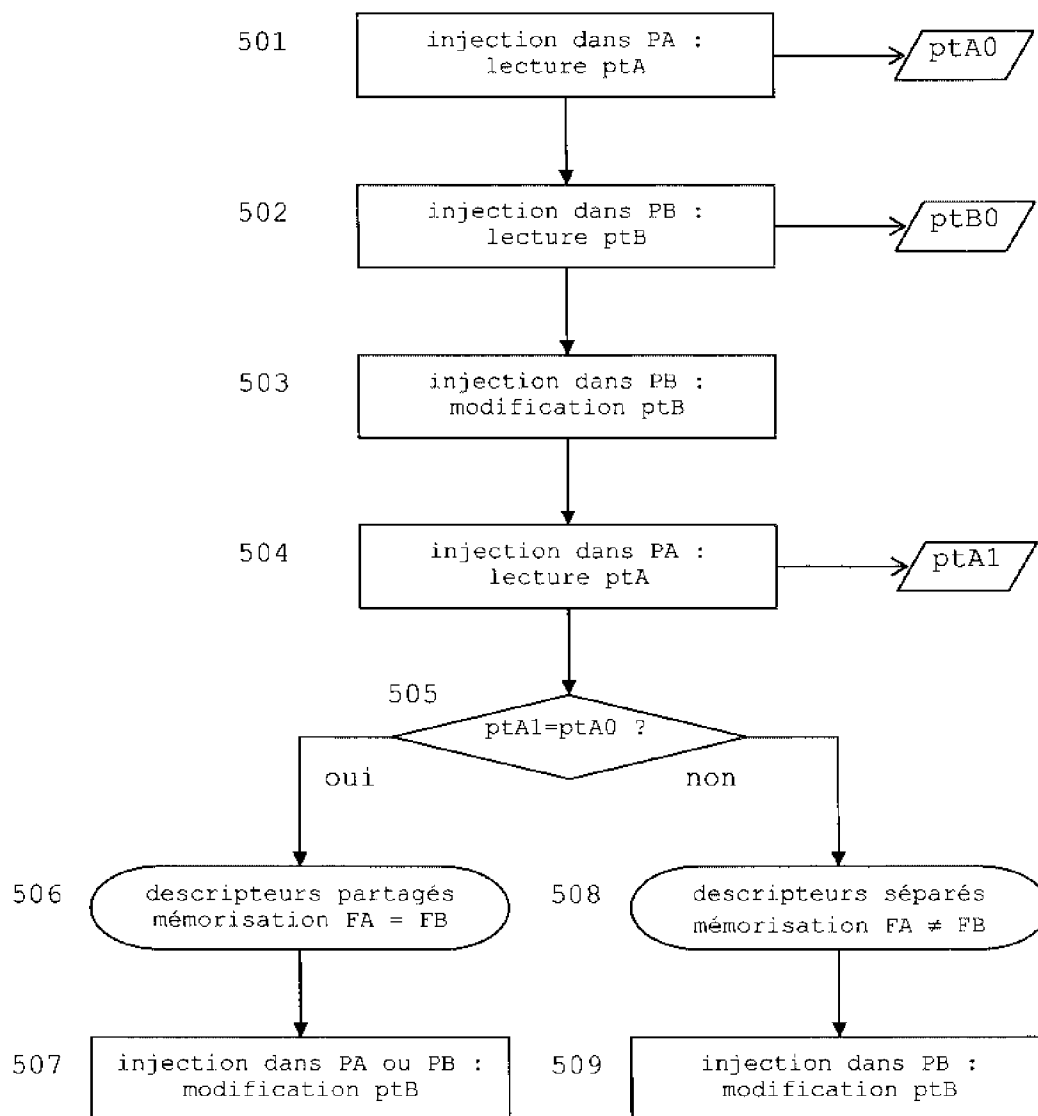 501
injection dans PA :
lecture ptA
ptA0
502
injection dans PB :
lecture ptB
ptB0
503
injection dans PB :
modification ptB
504
injection dans PA :
lecture ptA
ptA1
505
ptA1=ptA0 ?
oui
non
506
descripteurs partagés
mémorisation FA = FB
508
descripteurs séparés
mémorisation FA ≠ FB
507
injection dans PA ou PB :
modification ptB
509
injection dans PB :
modification ptB